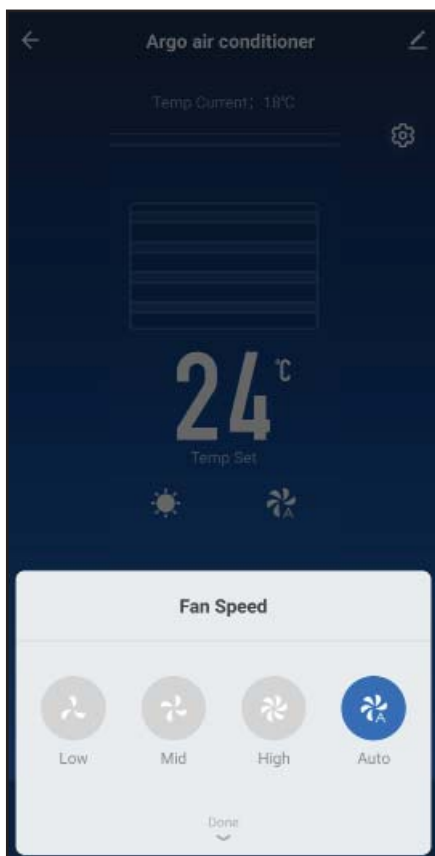 Argo air conditioner
Temp Current: 18℃
24 ℃
Temp Set
A
Fan Speed
A
Low Mid High Auto
Done